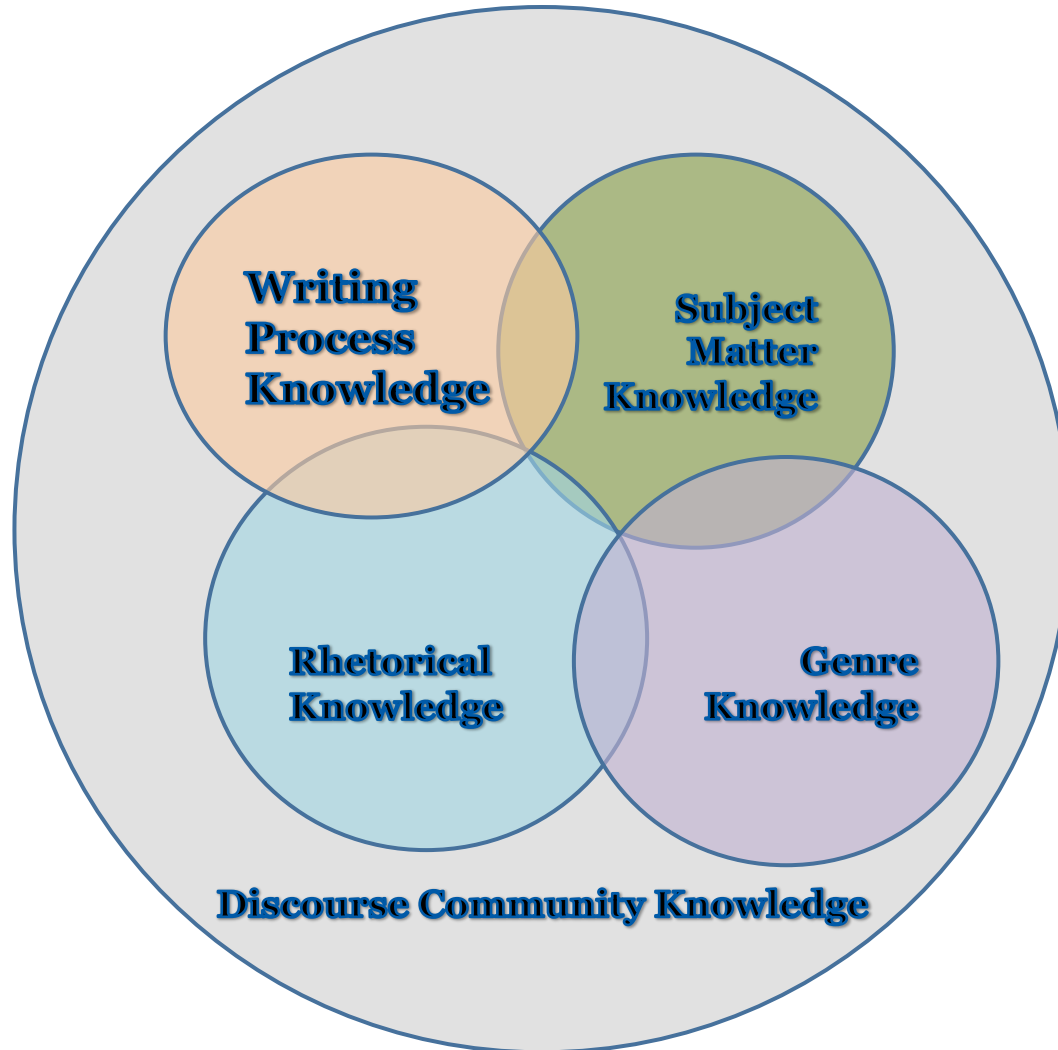 Writing
Process
Knowledge
Subject
Matter
Knowledge
Rhetorical
Knowledge
Genre
Knowledge
Discourse Community Knowledge